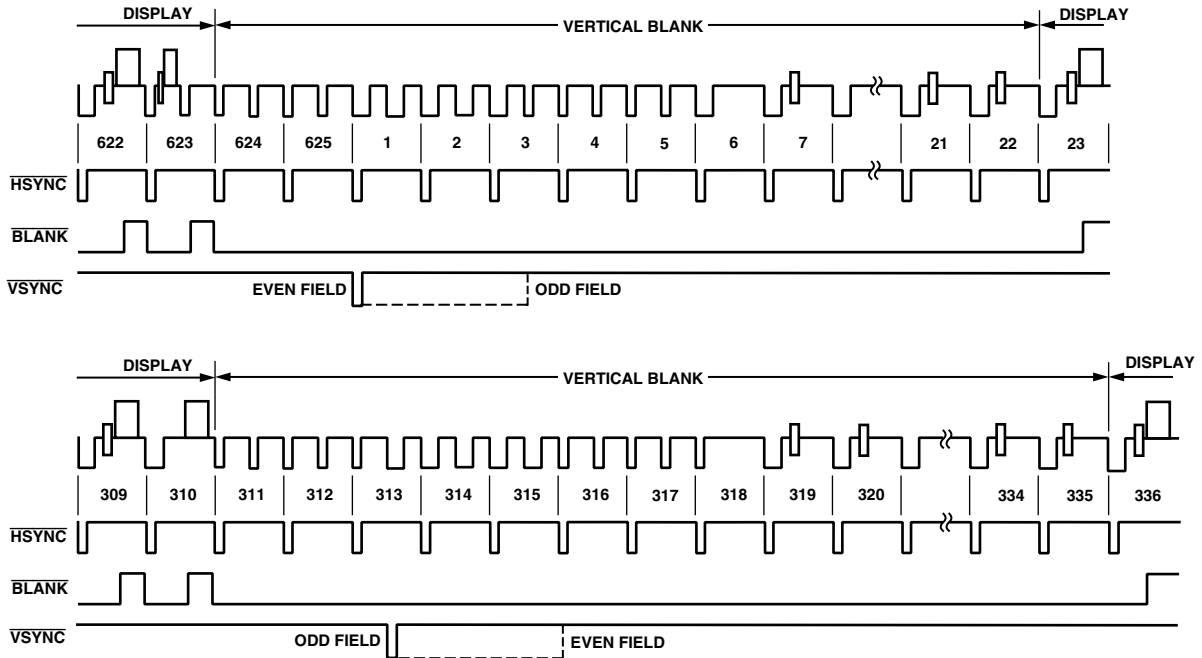 DISPLAY VERTICAL BLANK DISPLAY
622 623 624 625 1 2 3 4 5 6 7 21 22 23
HSYNC
BLANK
VSYNC EVEN FIELD ODD FIELD
DISPLAY VERTICAL BLANK DISPLAY
309 310 311 312 313 314 315 316 317 318 319 320 334 335 336
HSYNC
BLANK
VSYNC ODD FIELD EVEN FIELD